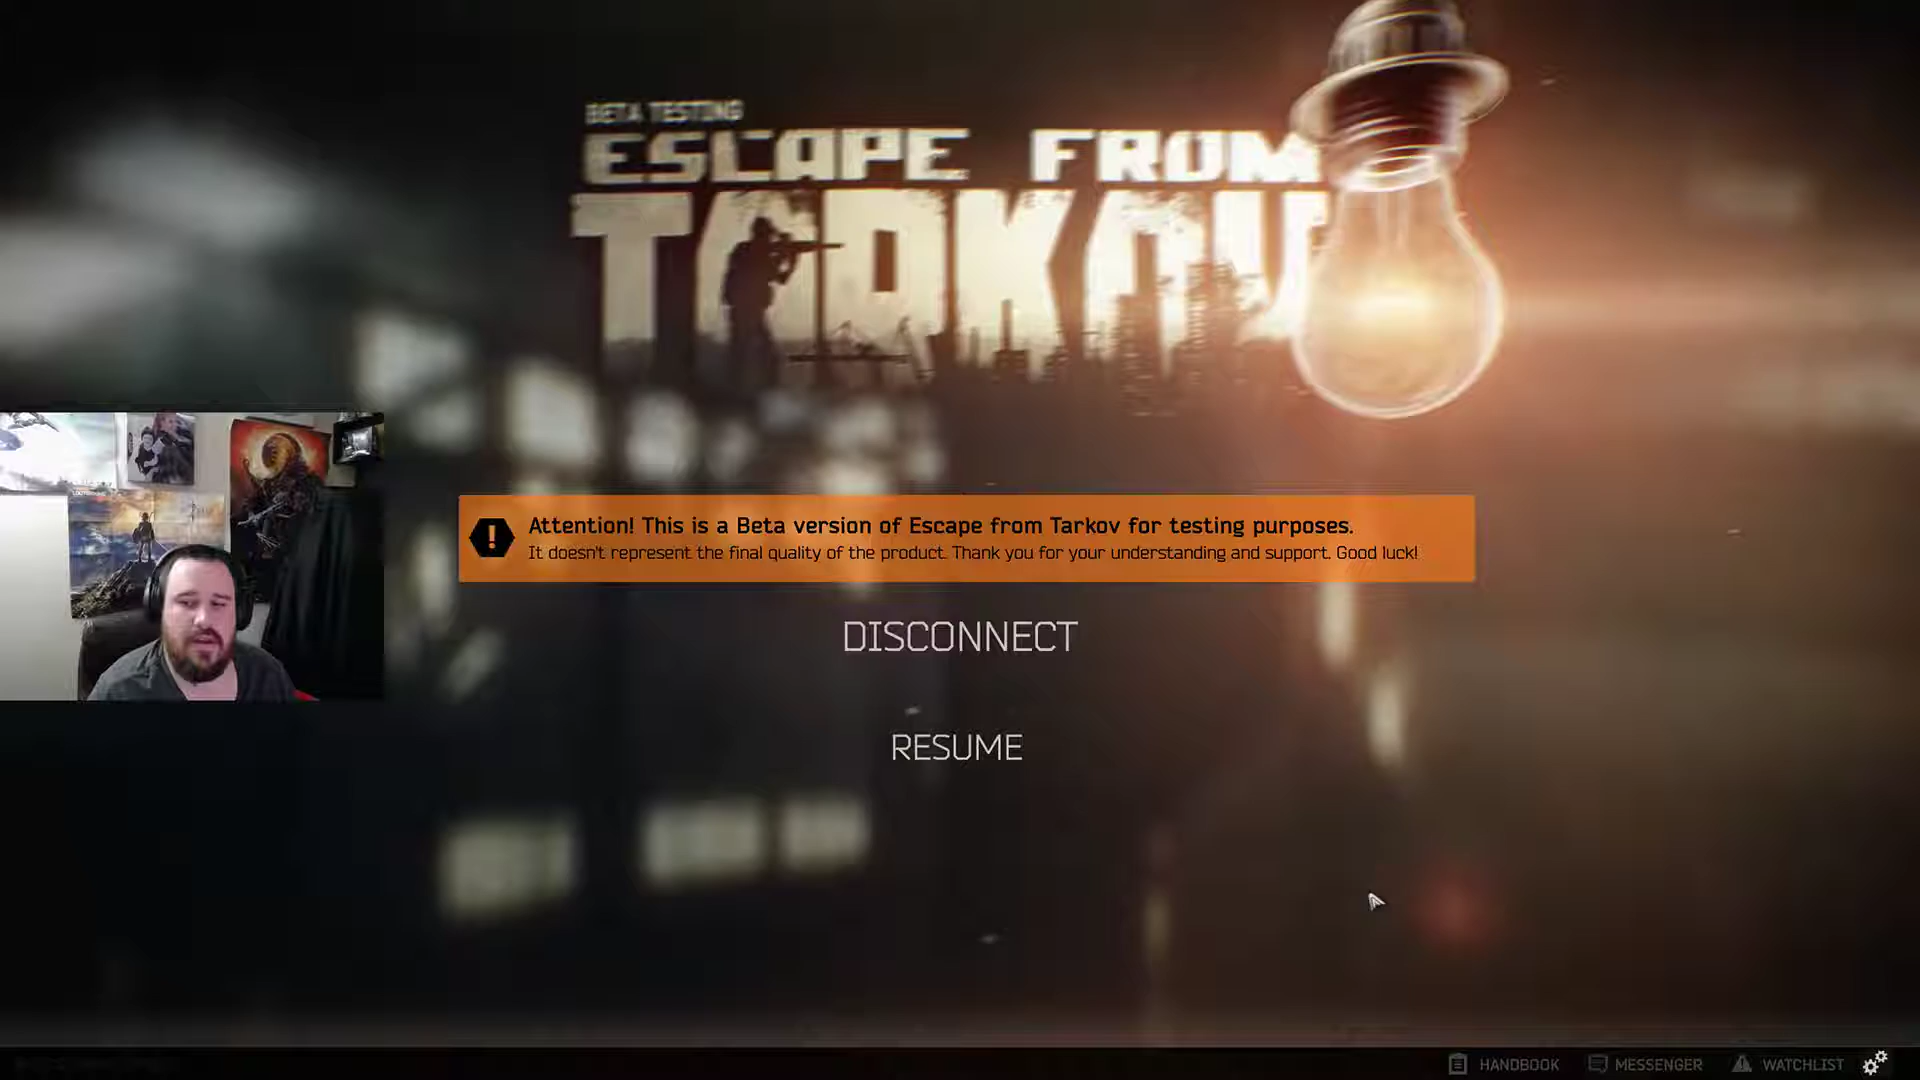 BETA TESTING
ESCAPE FROM
TARKOV
Attention! This is a Beta version of Escape from Tarkov for testing purposes.
It doesn't represent the final quality of the product. Thank you for your understanding and support. Good luck!
DISCONNECT
RESUME
HANDBOOK
MESSENGER
WATCHLIST